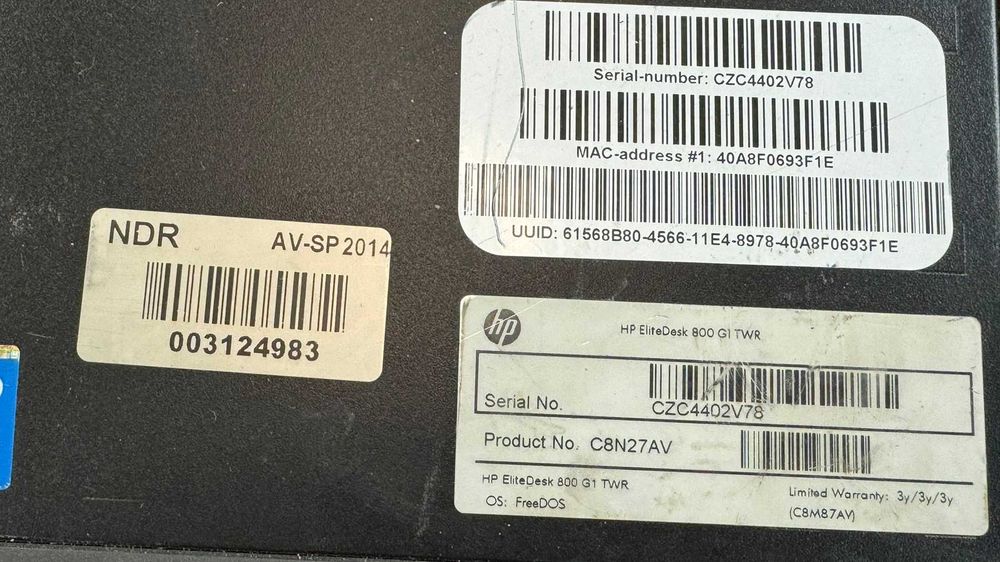 Serial-number: CZC4402V78
MAC-address #1: 40A8F0693F1E
UUID: 61568B80-4566-11E4-8978-40A8F0693F1E
NDR AV-SP 2014
003124983
hp HP EliteDesk 800 G1 TWR
Serial No. CZC4402V78
Product No. C8N27AV
HP EliteDesk 800 G1 TWR
OS: FreeDOS
Limited Warranty: 3y/3y/3y
(C8M87AV)